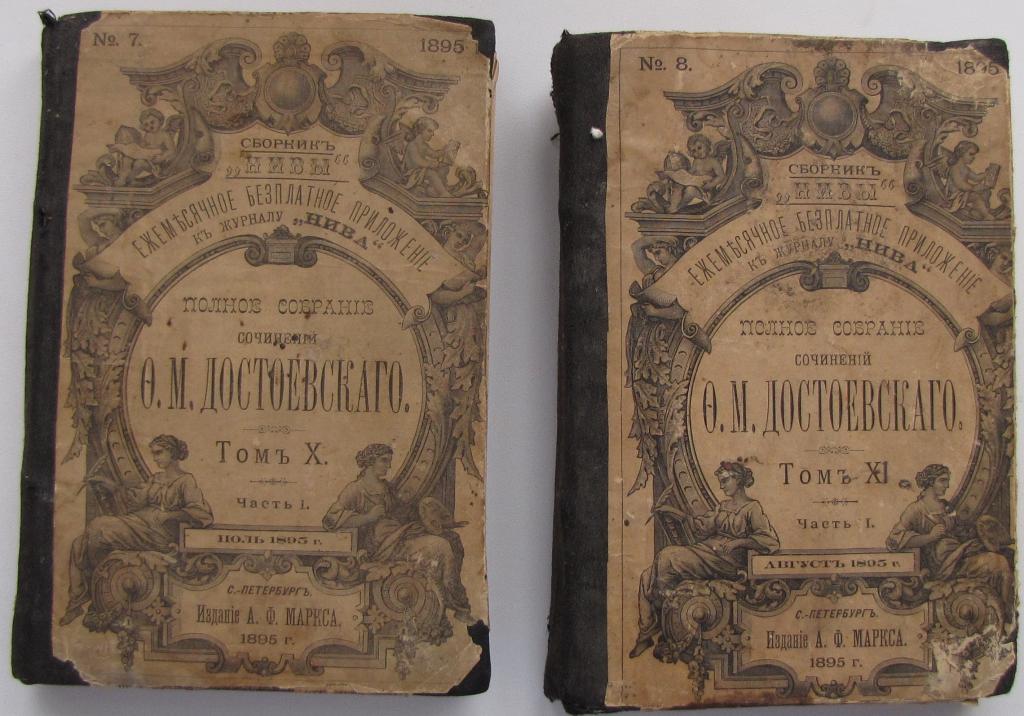 №. 7.
1895
СБОРНИКЪ
„НИВЫ“
ЕЖЕМѢСЯЧНОЕ БЕЗПЛАТНОЕ ПРИЛОЖЕНІЕ
КЪ ЖУРНАЛУ „НИВА“
ПОЛНОЕ СОБРАНІЕ
СОЧИНЕНІЙ
Ѳ. М. ДОСТОЕВСКАГО.
Томъ X.
Часть I.
ІЮЛЬ 1895 г.
С.-ПЕТЕРБУРГЪ.
Изданіе А. Ф. МАРКСА.
1895 г.
№. 8.
СБОРНИКЪ
„НИВЫ“
ЕЖЕМѢСЯЧНОЕ БЕЗПЛАТНОЕ ПРИЛОЖЕНІЕ
КЪ ЖУРНАЛУ „НИВА“
ПОЛНОЕ СОБРАНІЕ
СОЧИНЕНІЙ
Ѳ. М. ДОСТОЕВСКАГО.
Томъ XI
Часть I.
АВГУСТЪ 1895 г.
С.-ПЕТЕРБУРГЪ.
Изданіе А. Ф. МАРКСА.
1895 г.